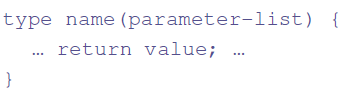 type name(parameter-list) {
… return value; …
}